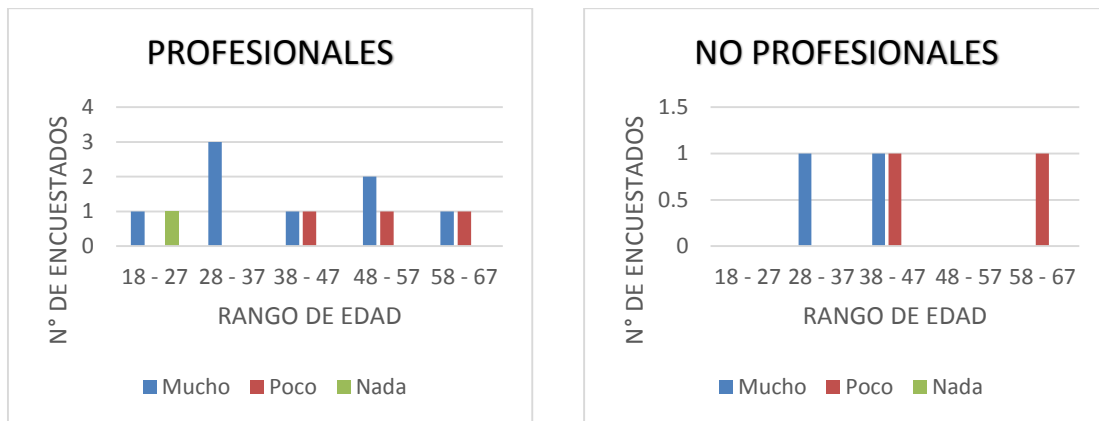 PROFESIONALES
N° DE ENCUESTADOS
4
3
2
1
0
18 - 27 28 - 37 38 - 47 48 - 57 58 - 67
RANGO DE EDAD
Mucho Poco Nada
NO PROFESIONALES
N° DE ENCUESTADOS
1.5
1
0.5
0
18 - 27 28 - 37 38 - 47 48 - 57 58 - 67
RANGO DE EDAD
Mucho Poco Nada